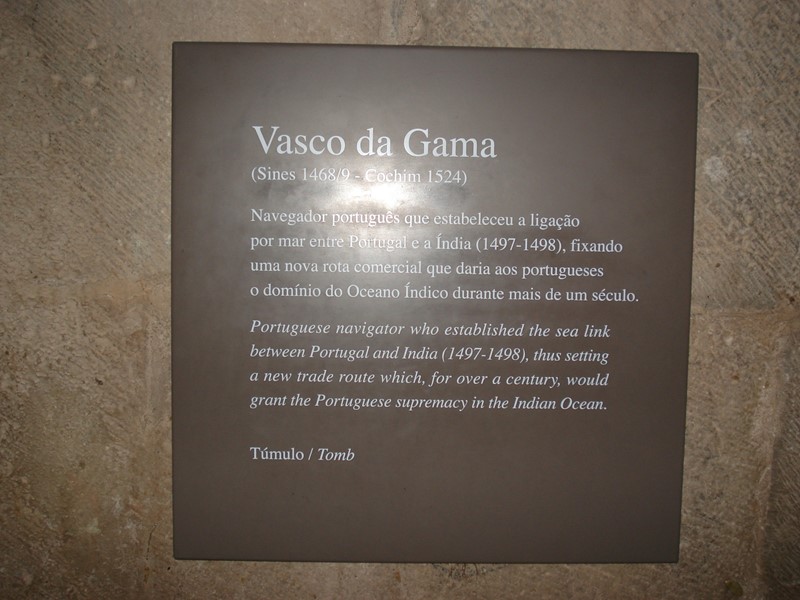 Vasco da Gama
(Sines 1468/9 - Cochim 1524)
Navegador português que estabeleceu a ligação
por mar entre Portugal e a Índia (1497-1498), fixando
uma nova rota comercial que daria aos portugueses
o domínio do Oceano Índico durante mais de um século.
Portuguese navigator who established the sea link
between Portugal and India (1497-1498), thus setting
a new trade route which, for over a century, would
grant the Portuguese supremacy in the Indian Ocean.
Túmulo / Tomb